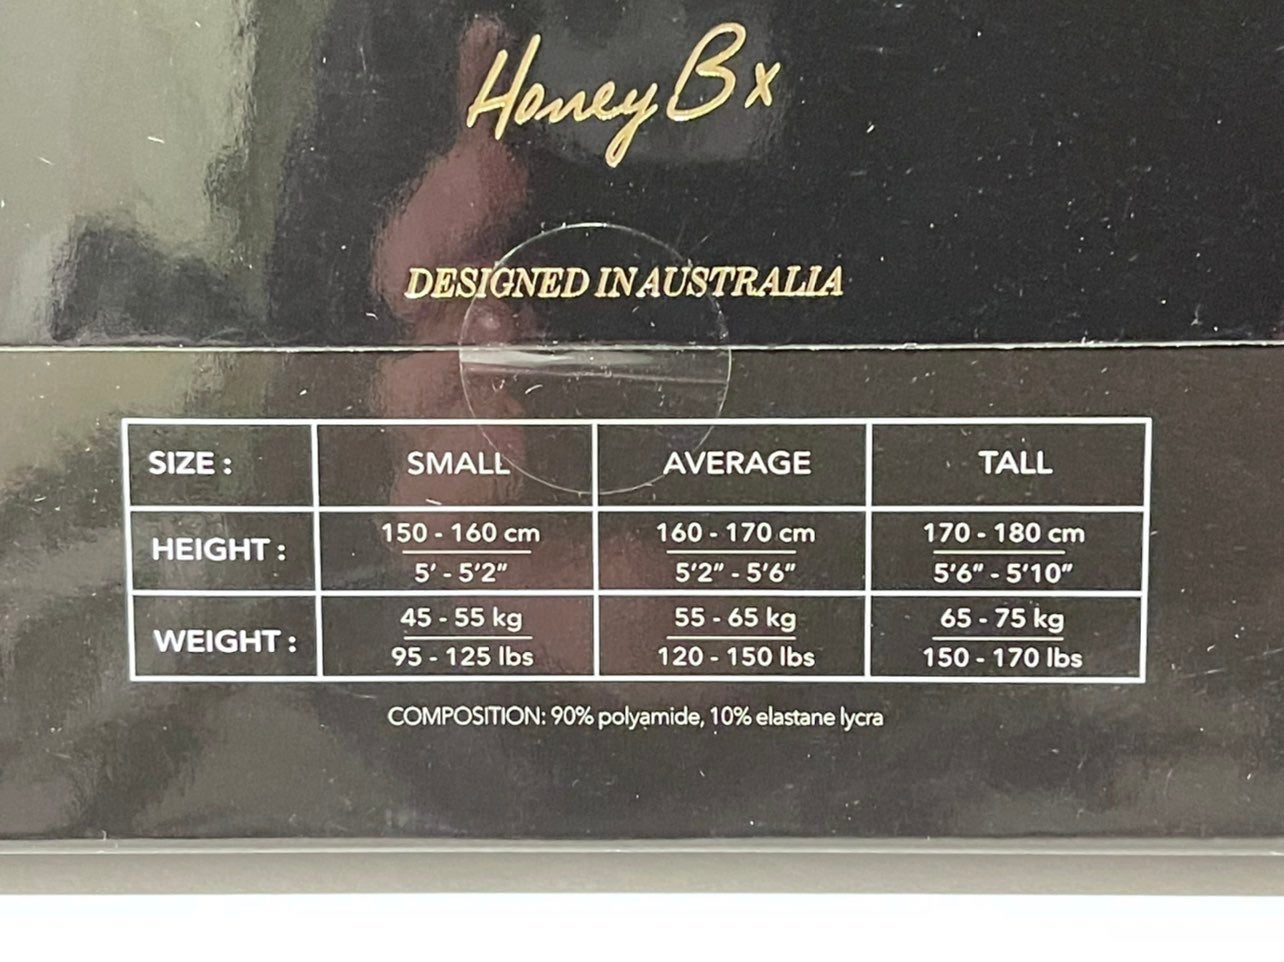 Honey B x
DESIGNED IN AUSTRALIA
SIZE : SMALL AVERAGE TALL
HEIGHT : 150 - 160 cm 160 - 170 cm 170 - 180 cm
5' - 5'2” 5'2” - 5'6” 5'6” - 5'10”
WEIGHT : 45 - 55 kg 55 - 65 kg 65 - 75 kg
95 - 125 lbs 120 - 150 lbs 150 - 170 lbs
COMPOSITION: 90% polyamide, 10% elastane lycra